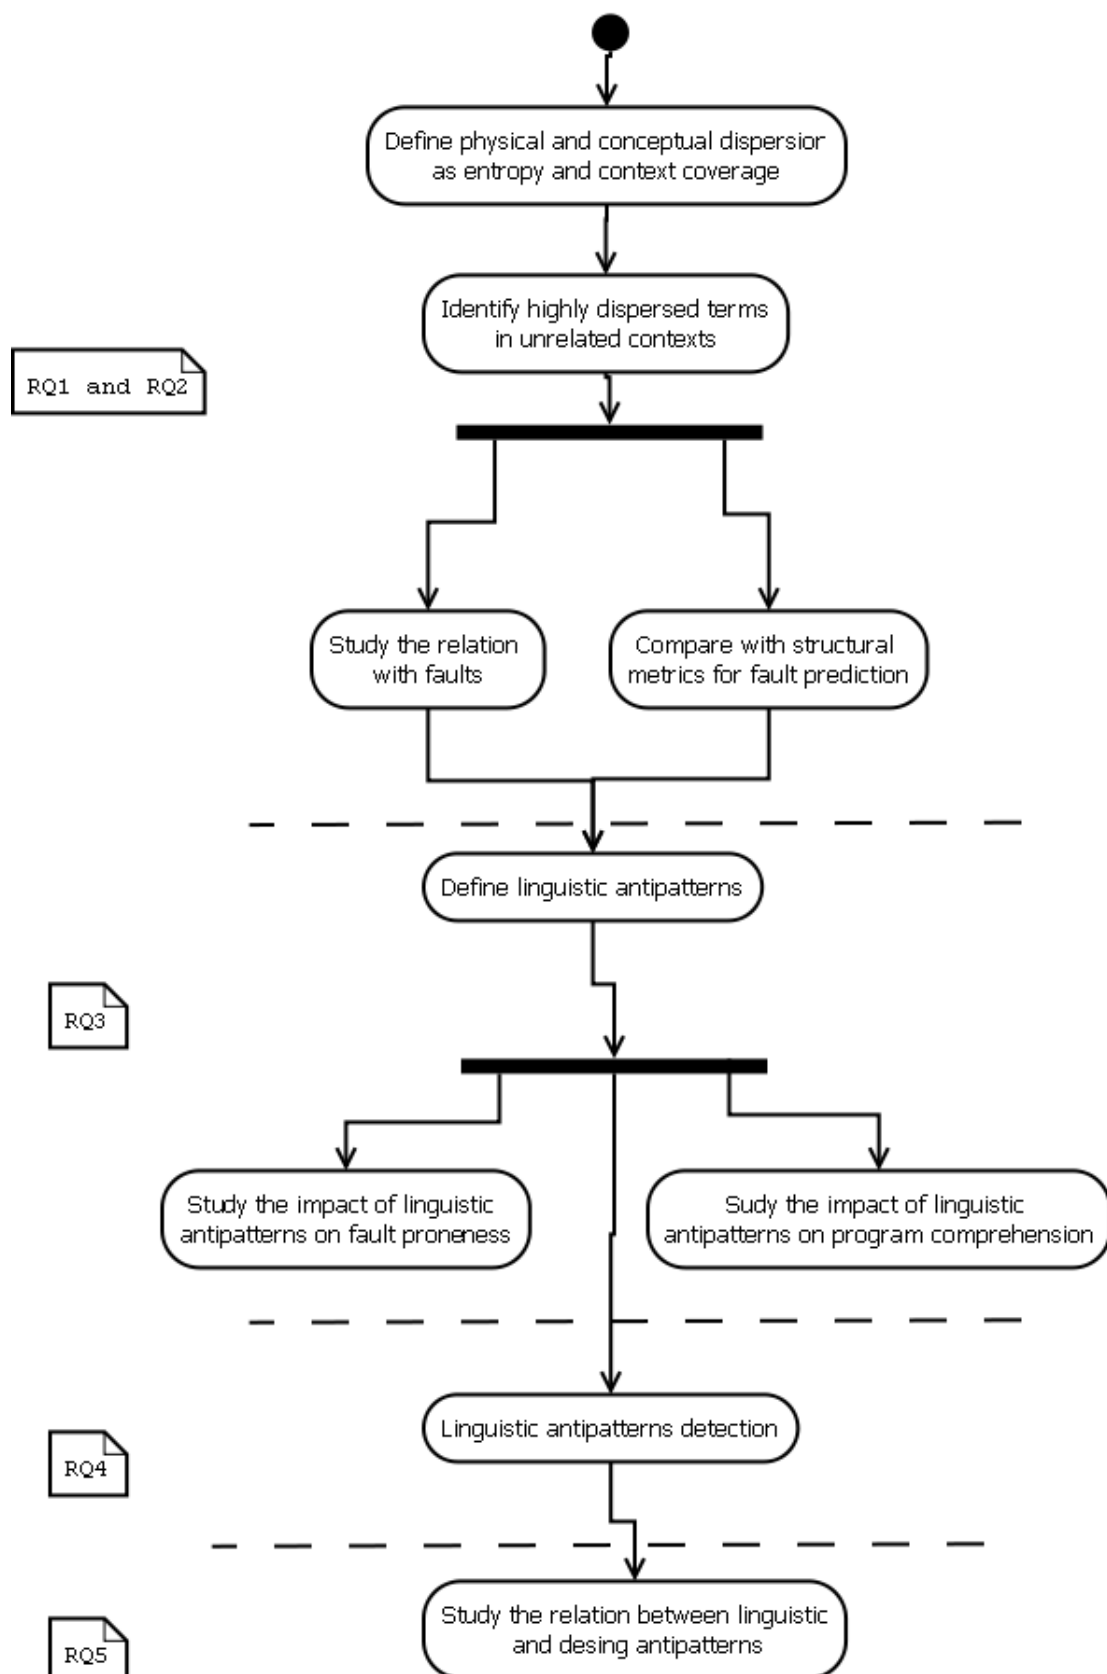 Define physical and conceptual dispersior
as entropy and context coverage
Identify highly dispersed terms
in unrelated contexts
RQ1 and RQ2
Study the relation
with faults
Compare with structural
metrics for fault prediction
Define linguistic antipatterns
RQ3
Study the impact of linguistic
antipatterns on fault proneness
Sudy the impact of linguistic
antipatterns on program comprehension
Linguistic antipatterns detection
RQ4
Study the relation between linguistic
and desing antipatterns
RQ5